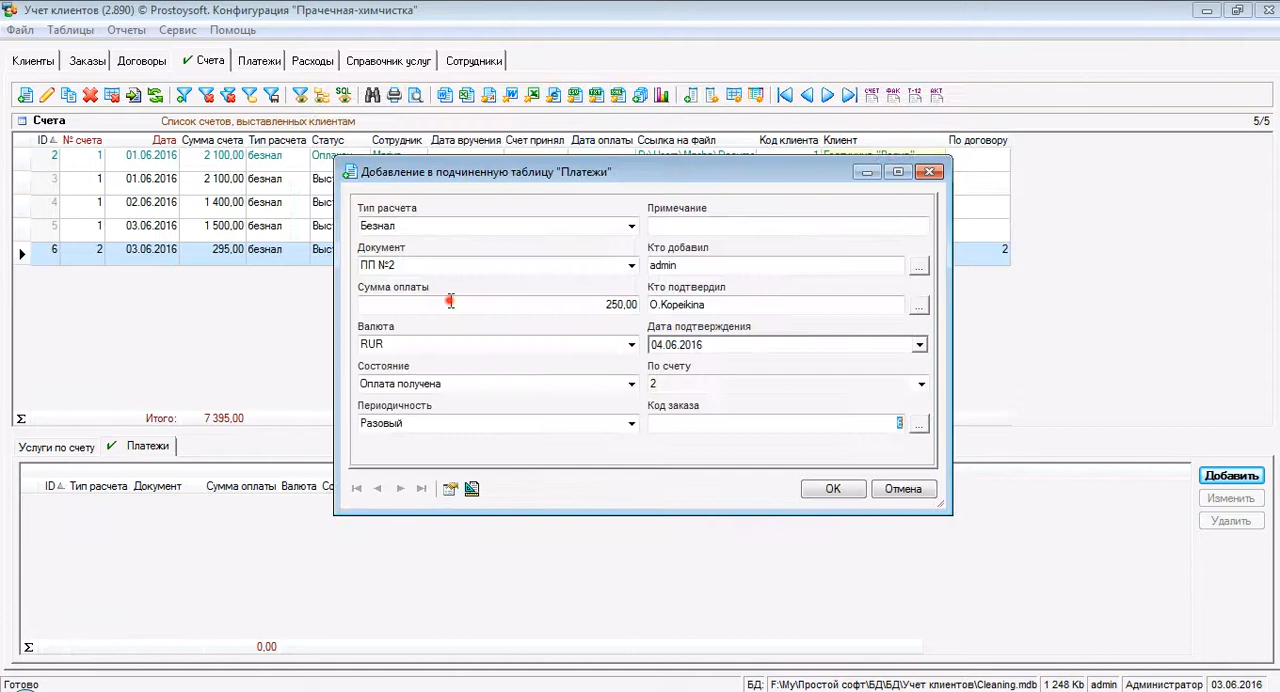 Учет клиентов (2.890) © Prostoysoft. Конфигурация "Прачечная-химчистка"
Файл Таблицы Отчеты Сервис Помощь
Клиенты Заказы Договоры Счета Платежи Расходы Справочник услуг Сотрудники
SQL СЧЕТ ФАК Т-12 АКТ
Счета Список счетов, выставленных клиентам 5/5
ID № счета Дата Сумма счета Тип расчета Статус Сотрудник Дата вручения Счет принял Дата оплаты Ссылка на файл Код клиента Клиент По договору
2 1 01.06.2016 2 100,00 безнал
3 1 01.06.2016 безнал Выст
4 1 02.06.2016 1 400,00 безнал Выст
5 1 03.06.2016 1 500,00 безнал Выст
6 2 03.06.2016 295,00 безнал Выст 2
Σ Итого: 7 395,00
Добавление в подчиненную таблицу "Платежи"
Тип расчета Примечание
Безнал
Документ Кто добавил
ПП №2 admin ...
Сумма оплаты Кто подтвердил
250,00 O.Kopeikina ...
Валюта Дата подтверждения
RUR 04.06.2016
Состояние По счету
Оплата получена 2
Периодичность Код заказа
Разовый ...
OK Отмена
Услуги по счету Платежи
ID Тип расчета Документ Сумма оплаты Валюта Со
Добавить
Изменить
Удалить
Σ 0,00
Готово БД: F:\My\Простой софт\БД\БД\Учет клиентов\Cleaning.mdb 1 248 Kb admin Администратор 03.06.2016